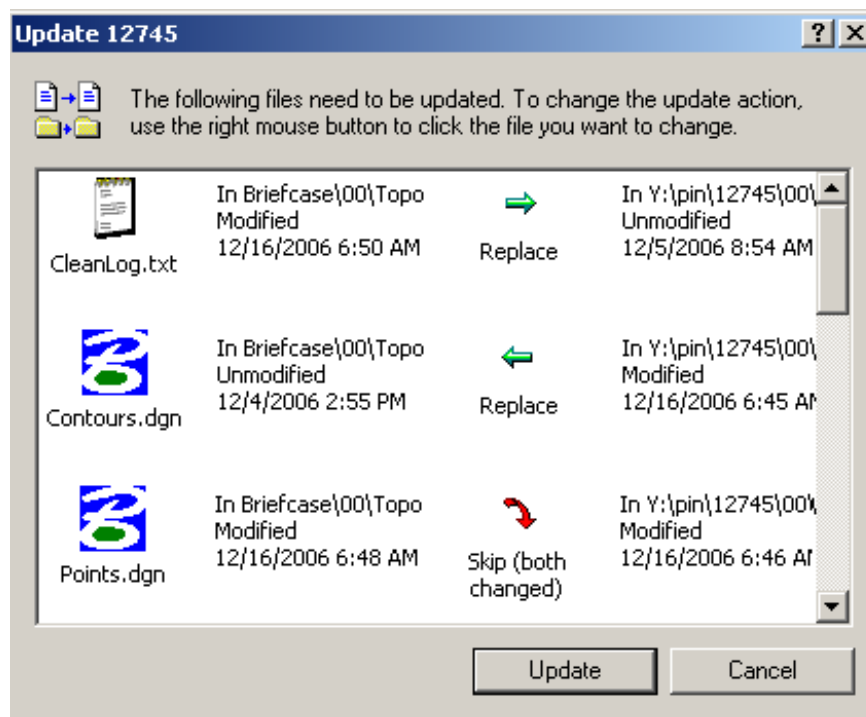 Update 12745
The following files need to be updated. To change the update action,
use the right mouse button to click the file you want to change.
CleanLog.txt
In Briefcase\00\Topo
Modified
12/16/2006 6:50 AM
Replace
In Y:\pin\12745\00\
Unmodified
12/5/2006 8:54 AM
Contours.dgn
In Briefcase\00\Topo
Unmodified
12/4/2006 2:55 PM
Replace
In Y:\pin\12745\00\
Modified
12/16/2006 6:45 AM
Points.dgn
In Briefcase\00\Topo
Modified
12/16/2006 6:48 AM
Skip (both
changed)
In Y:\pin\12745\00\
Modified
12/16/2006 6:46 A
Update
Cancel